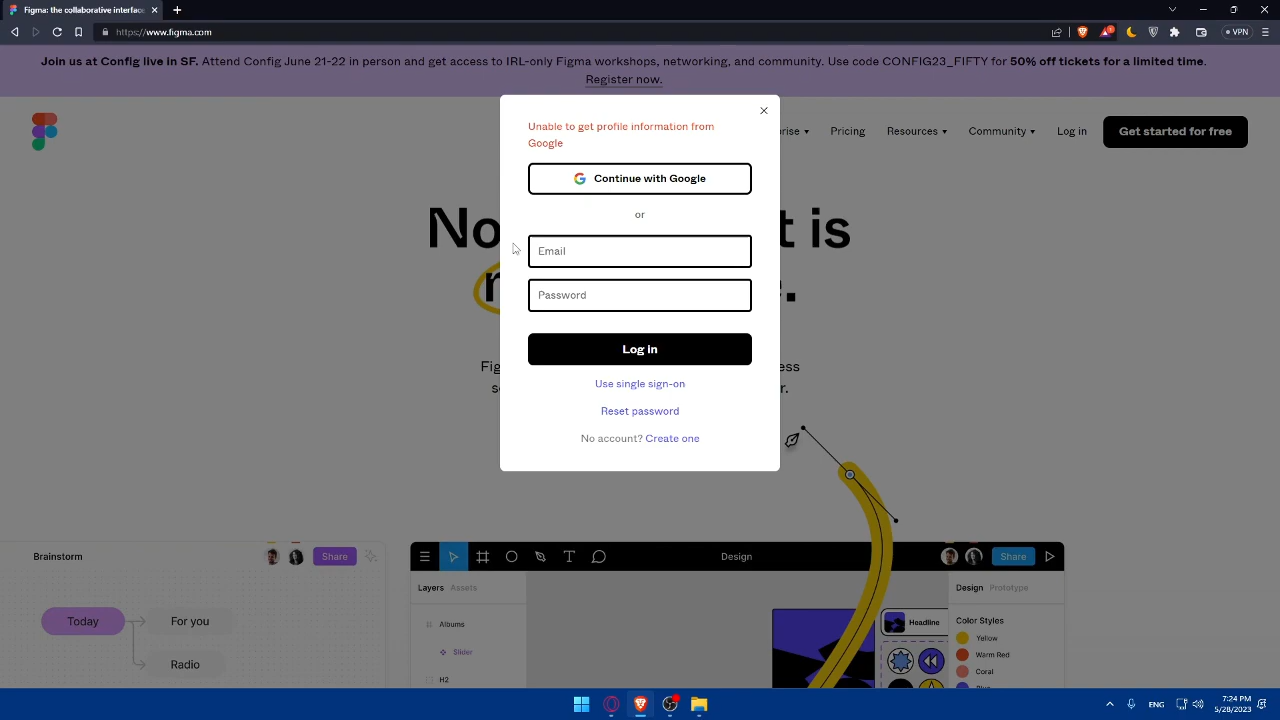 Figma: the collaborative interface
https://www.figma.com
VPN
Join us at Config live in SF. Attend Config June 21-22 in person and get access to IRL-only Figma workshops, networking, and community. Use code CONFIG23_FIFTY for 50% off tickets for a limited time.
Register now.
Pricing
Resources
Community
Log in
Get started for free
Unable to get profile information from
Google
Continue with Google
or
Email
Password
Log in
Use single sign-on
Reset password
No account? Create one
No
t is
Brainstorm
Share
Today
For you
Radio
Design
Share
Layers Assets
Albums
Slider
H2
Headline
Design Prototype
Color Styles
Yellow
Warm Red
Coral
ENG
7:24 PM
5/28/2023